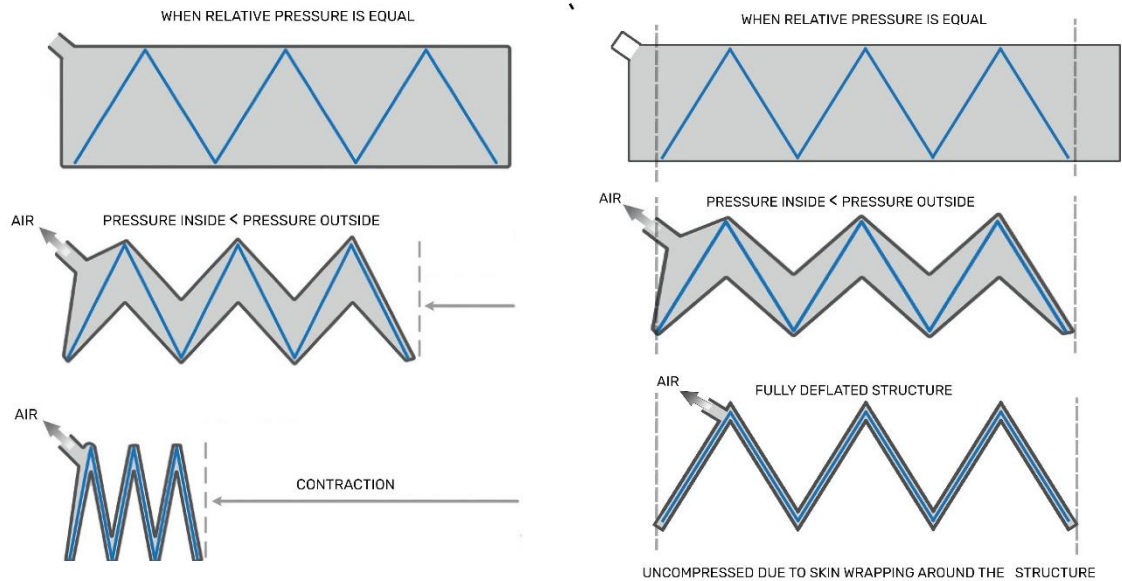 WHEN RELATIVE PRESSURE IS EQUAL
AIR
PRESSURE INSIDE < PRESSURE OUTSIDE
AIR
CONTRACTION
WHEN RELATIVE PRESSURE IS EQUAL
AIR
PRESSURE INSIDE < PRESSURE OUTSIDE
AIR
FULLY DEFLATED STRUCTURE
UNCOMPRESSED DUE TO SKIN WRAPPING AROUND THE STRUCTURE